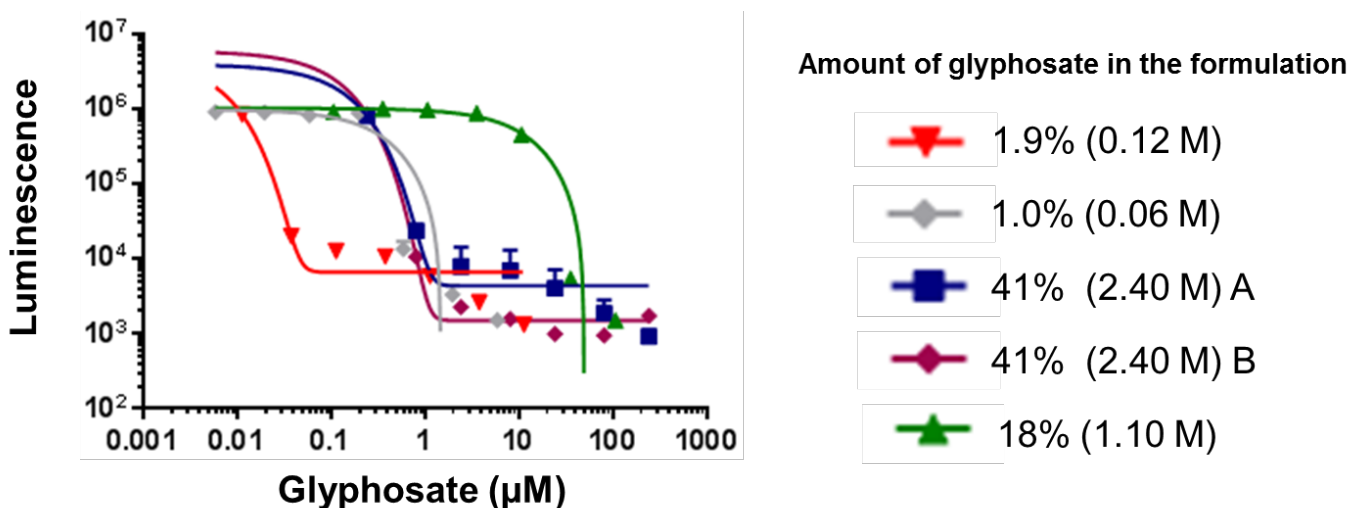 10⁷
10⁶
10⁵
10⁴
10³
10²
Luminescence
0.001 0.01 0.1 1 10 100 1000
Glyphosate (µM)
Amount of glyphosate in the formulation
1.9% (0.12 M)
1.0% (0.06 M)
41% (2.40 M) A
41% (2.40 M) B
18% (1.10 M)